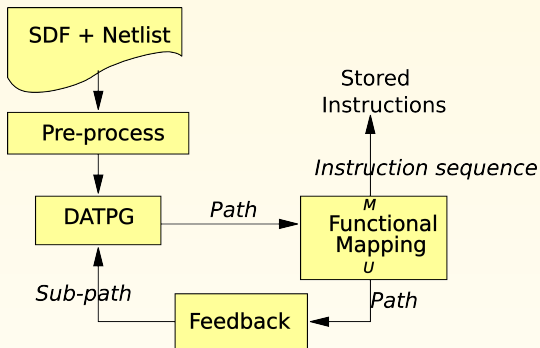 SDF + Netlist
Stored
Instructions
Pre-process
Instruction sequence
M
DATPG
Path
Functional
Mapping
U
Sub-path
Path
Feedback